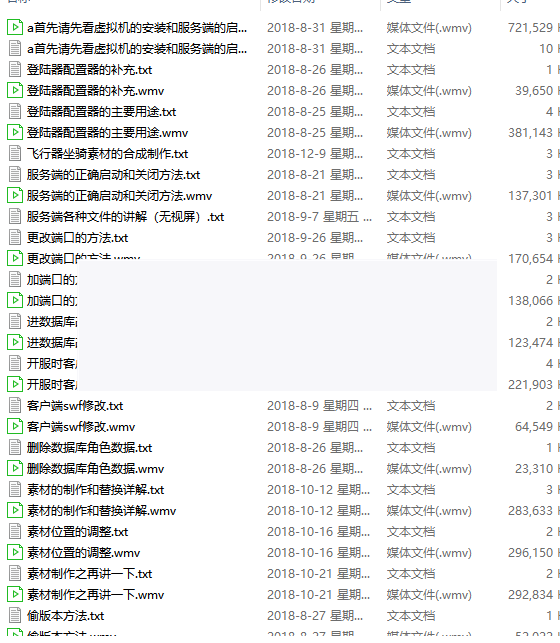 a首先请先看虚拟机的安装和服务端的启... 2018-8-31 星期... 媒体文件(.wmv) 721,529
a首先请先看虚拟机的安装和服务端的启... 2018-8-31 星期... 文本文档 10
登陆器配置器的补充.txt 2018-8-26 星期... 文本文档 1
登陆器配置器的补充.wmv 2018-8-26 星期... 媒体文件(.wmv) 39,650
登陆器配置器的主要用途.txt 2018-8-25 星期... 文本文档 4
登陆器配置器的主要用途.wmv 2018-8-25 星期... 媒体文件(.wmv) 381,143
飞行器坐骑素材的合成制作.txt 2018-12-9 星期... 文本文档 3
服务端的正确启动和关闭方法.txt 2018-8-21 星期... 文本文档 3
服务端的正确启动和关闭方法.wmv 2018-8-21 星期... 媒体文件(.wmv) 137,301
服务端各种文件的讲解（无视屏）.txt 2018-9-7 星期五 ... 文本文档 3
更改端口的方法.txt 2018-9-26 星期... 文本文档 3
更改端口的方法.wmv 2018-9-26 星期... 媒体文件(.wmv) 170,654
加端口的 2
加端口的 138,066
进数据库 2
进数据库 123,474
开服时客 4
开服时客 221,903
客户端swf修改.txt 2018-8-9 星期四 ... 文本文档 2
客户端swf修改.wmv 2018-8-9 星期四 ... 媒体文件(.wmv) 64,549
删除数据库角色数据.txt 2018-8-26 星期... 文本文档 1
删除数据库角色数据.wmv 2018-8-26 星期... 媒体文件(.wmv) 23,310
素材的制作和替换详解.txt 2018-10-12 星期... 文本文档 3
素材的制作和替换详解.wmv 2018-10-12 星期... 媒体文件(.wmv) 283,633
素材位置的调整.txt 2018-10-16 星期... 文本文档 2
素材位置的调整.wmv 2018-10-16 星期... 媒体文件(.wmv) 296,150
素材制作之再讲一下.txt 2018-10-21 星期... 文本文档 2
素材制作之再讲一下.wmv 2018-10-21 星期... 媒体文件(.wmv) 292,834
偷版本方法.txt 2018-8-27 星期... 文本文档 1